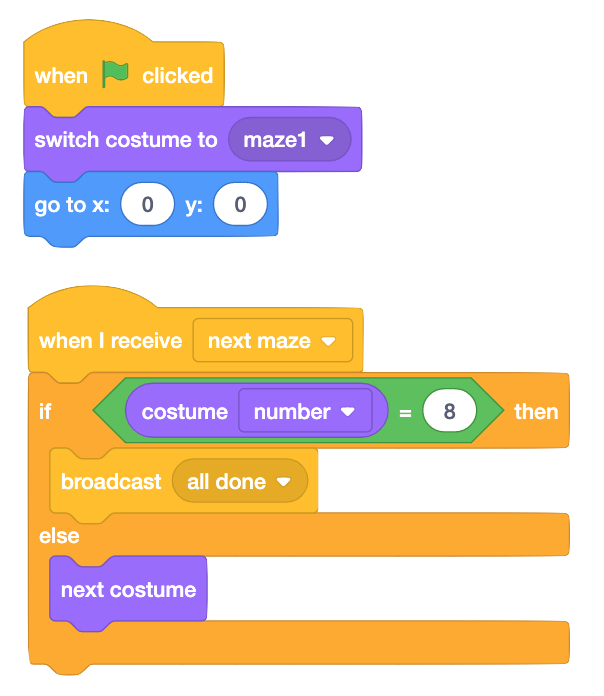 when clicked
switch costume to maze1
go to x: 0 y: 0
when I receive next maze
if costume number = 8 then
broadcast all done
else
next costume